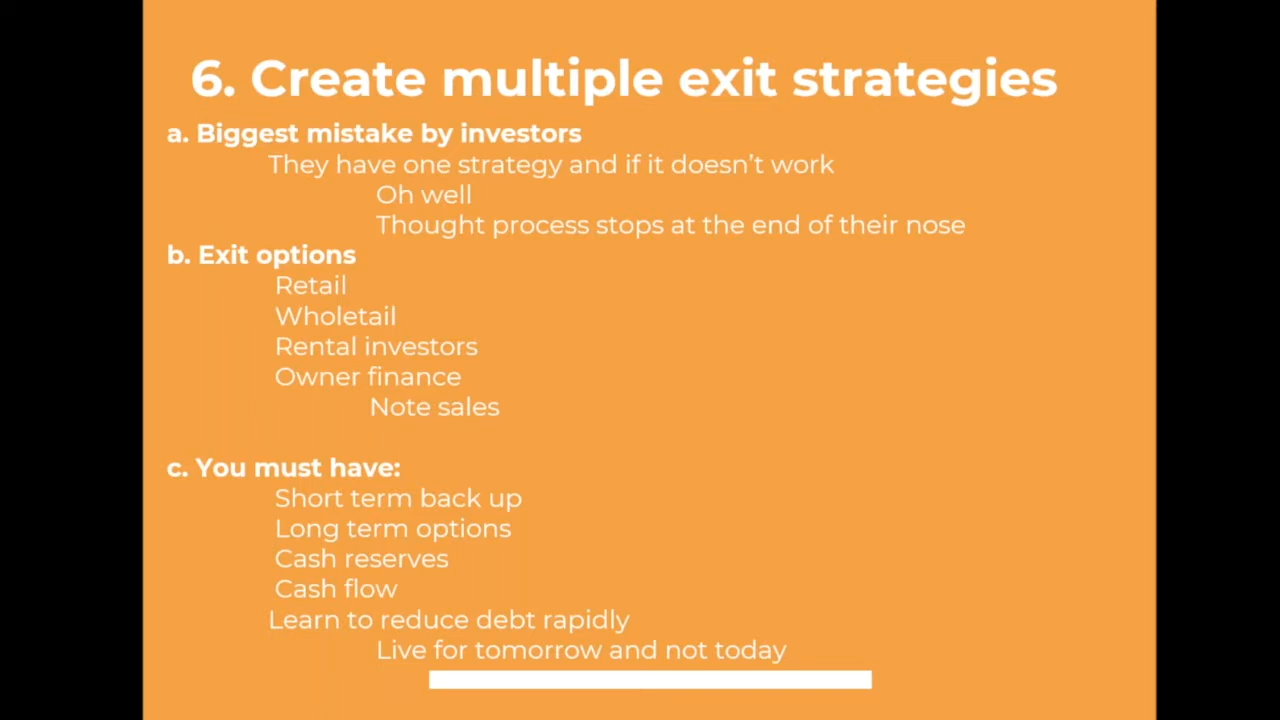 6. Create multiple exit strategies
a. Biggest mistake by investors
They have one strategy and if it doesn't work
Oh well
Thought process stops at the end of their nose
b. Exit options
Retail
Wholetail
Rental investors
Owner finance
Note sales
c. You must have:
Short term back up
Long term options
Cash reserves
Cash flow
Learn to reduce debt rapidly
Live for tomorrow and not today